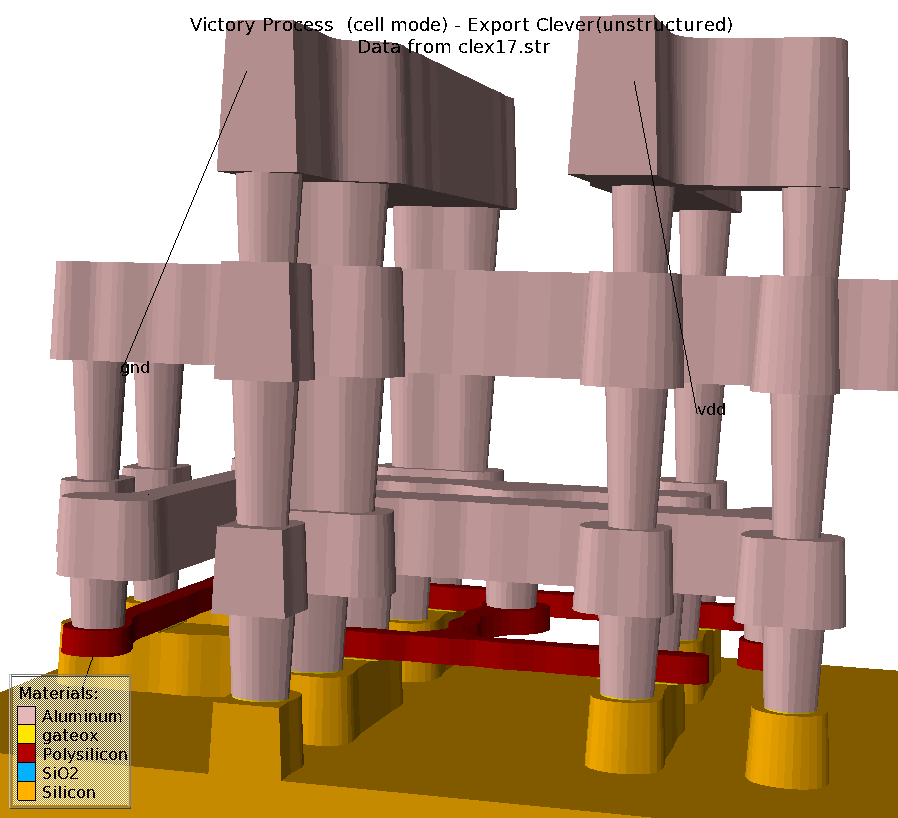 Victory Process  (cell mode) - Export Clever(unstructured)
Data from clex17.str
gnd
vdd
Materials:
Aluminum
gateox
Polysilicon
SiO2
Silicon